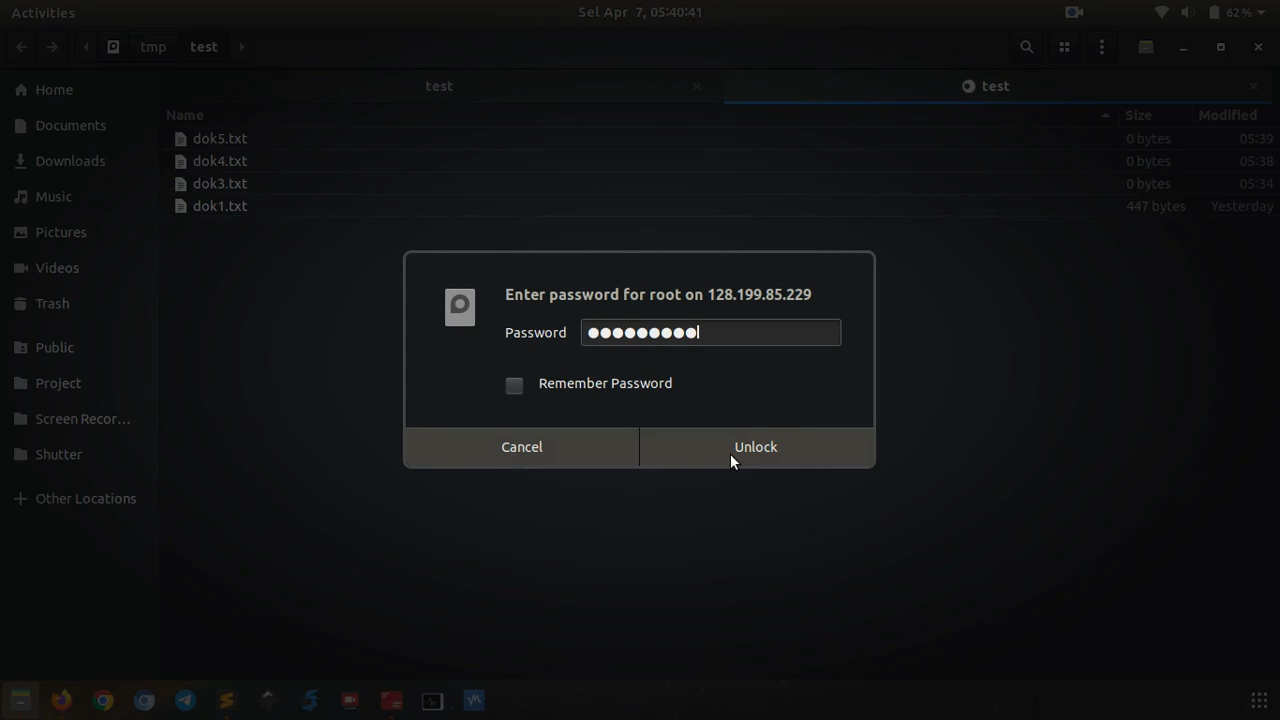 Activities
Sel Apr 7, 05:40:41
62 %
tmp
test
test
test
Home
Documents
Downloads
Music
Pictures
Videos
Trash
Public
Project
Screen Recor…
Shutter
Other Locations
Name Size Modified
dok5.txt 0 bytes 05:39
dok4.txt 0 bytes 05:38
dok3.txt 0 bytes 05:34
dok1.txt 447 bytes Yesterday
Enter password for root on 128.199.85.229
Password ●●●●●●●●●
Remember Password
Cancel
Unlock